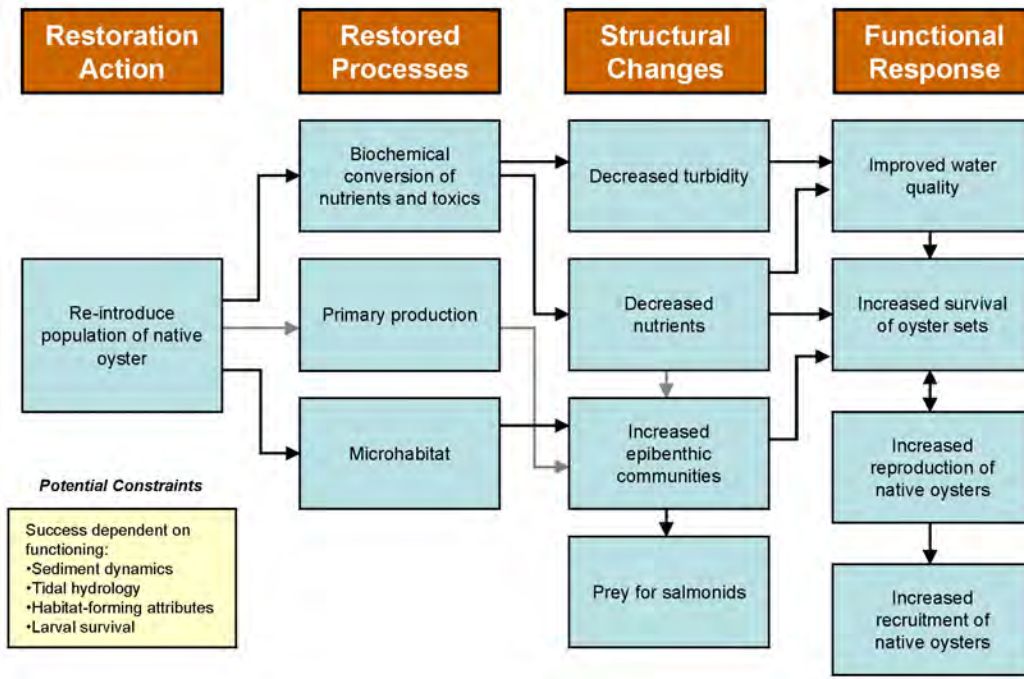 Restoration
Action
Restored
Processes
Structural
Changes
Functional
Response
Re-introduce
population of native
oyster
Biochemical
conversion of
nutrients and toxics
Primary production
Microhabitat
Decreased turbidity
Decreased
nutrients
Increased
epibenthic
communities
Prey for salmonids
Improved water
quality
Increased survival
of oyster sets
Increased
reproduction of
native oysters
Increased
recruitment of
native oysters
Potential Constraints
Success dependent on
functioning:
•Sediment dynamics
•Tidal hydrology
•Habitat-forming attributes
•Larval survival